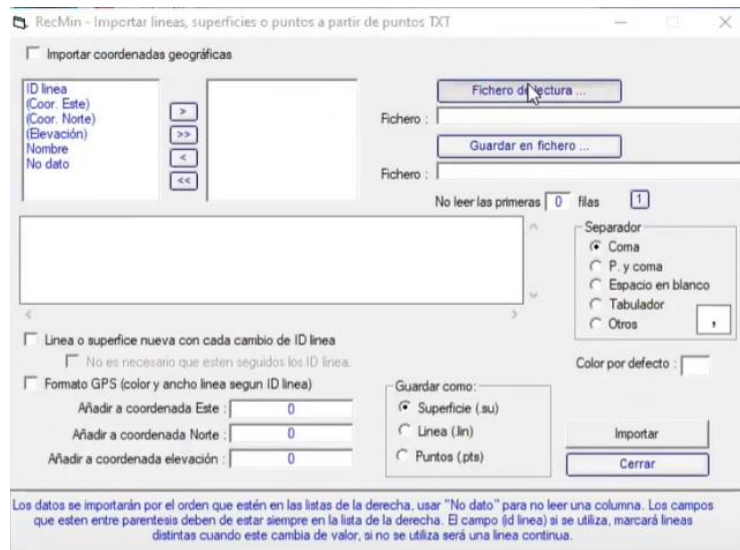 RecMin - Importar lineas, superficies o puntos a partir de puntos TXT
Importar coordenadas geográficas
ID linea
(Coor. Este)
(Coor. Norte)
(Elevación)
Nombre
No dato
>
>>
<
<<
Fichero de lectura ...
Fichero :
Guardar en fichero ...
Fichero :
No leer las primeras 0 filas 1
Separador
Coma
P. y coma
Espacio en blanco
Tabulador
Otros ,
Linea o superfice nueva con cada cambio de ID linea
No es necesario que esten seguidos los ID linea.
Color por defecto :
Formato GPS (color y ancho linea segun ID linea)
Añadir a coordenada Este : 0
Añadir a coordenada Norte : 0
Añadir a coordenada elevación : 0
Guardar como:
Superficie (.su)
Linea (.lin)
Puntos (.pts)
Importar
Cerrar
Los datos se importarán por el orden que estén en las listas de la derecha, usar "No dato" para no leer una columna. Los campos
que esten entre parentesis deben de estar siempre en la lista de la derecha. El campo (id linea) si se utiliza, marcará lineas
distintas cuando este cambia de valor, si no se utiliza será una linea continua.